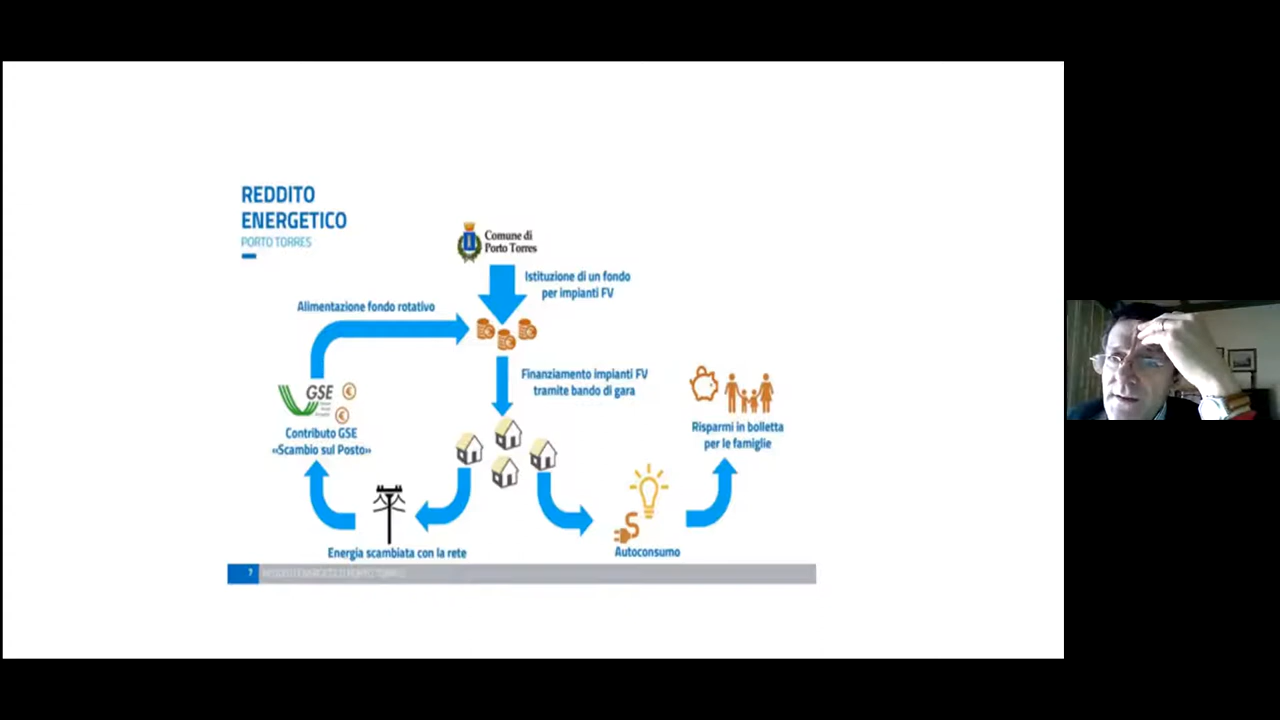 REDDITO
ENERGETICO
PORTO TORRES
Comune di
Porto Torres
Istituzione di un fondo
per impianti FV
Alimentazione fondo rotativo
Finanziamento impianti FV
tramite bando di gara
GSE
Contributo GSE
«Scambio sul Posto»
Risparmi in bolletta
per le famiglie
Energia scambiata con la rete
Autoconsumo
7